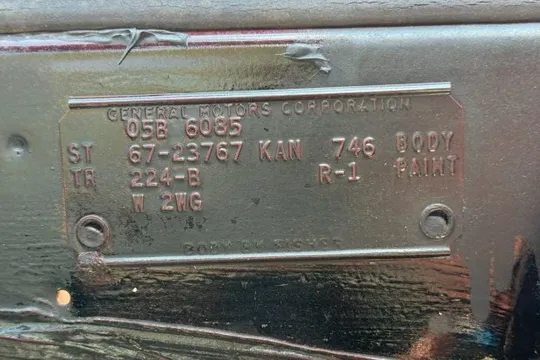 GENERAL MOTORS CORPORATION
05B 6085
ST 67-23767 KAN 746 BODY
TR 224-B R-1 PAINT
W 2WG
BODY BY FISHER